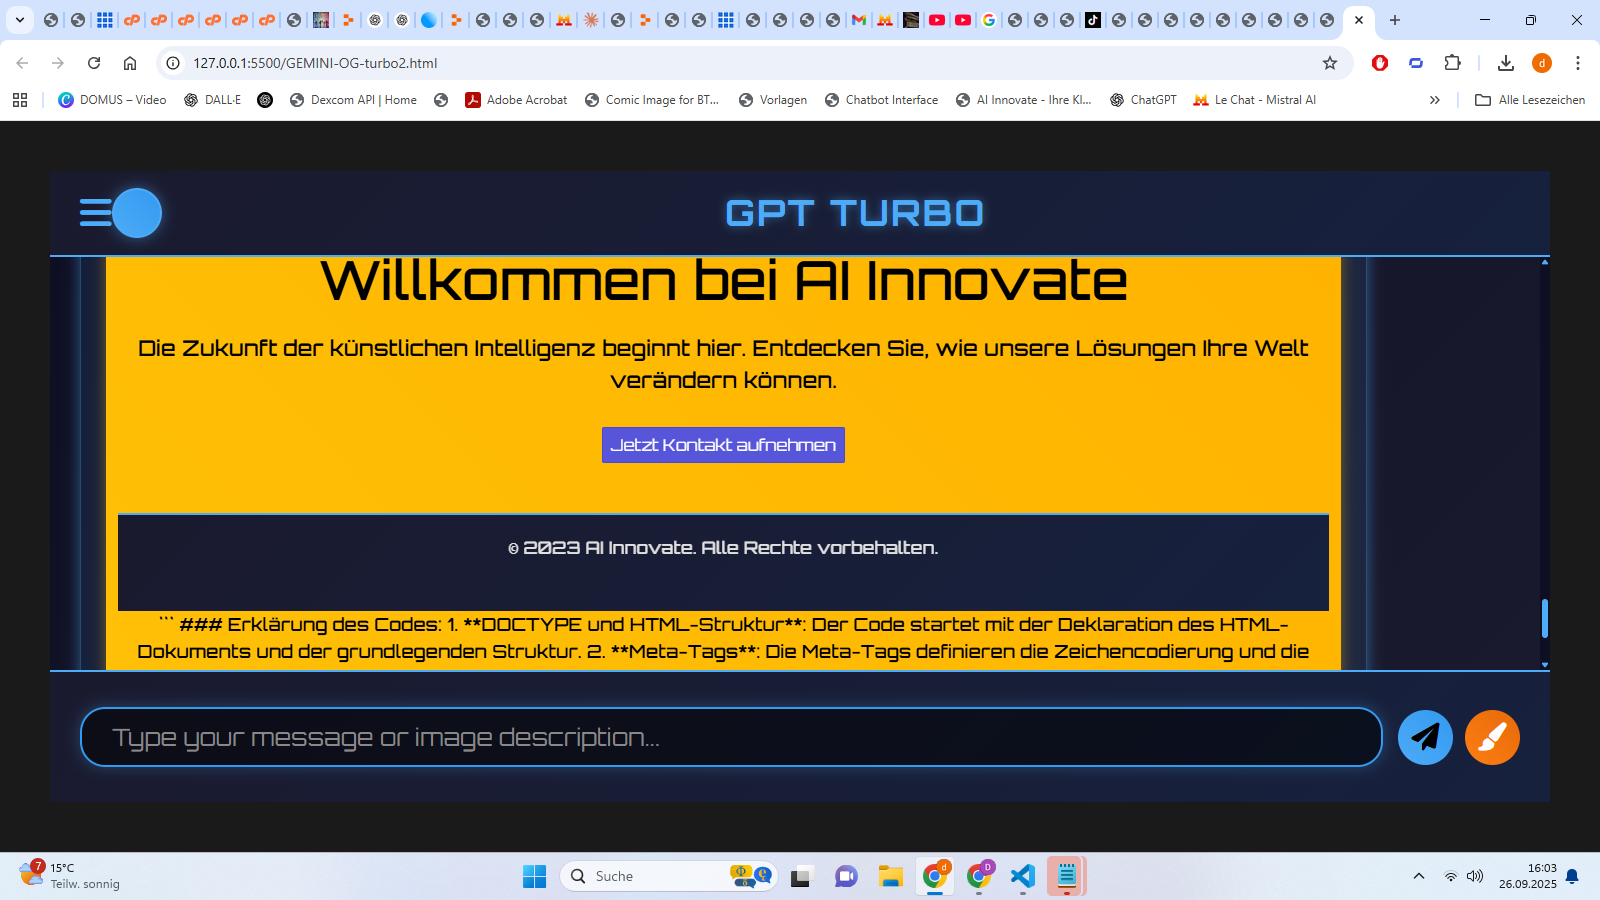 127.0.0.1:5500/GEMINI-OG-turbo2.html
d
DOMUS – Video
DALL·E
Dexcom API | Home
Adobe Acrobat
Comic Image for BT...
Vorlagen
Chatbot Interface
AI Innovate - Ihre KI...
ChatGPT
Le Chat - Mistral AI
»
Alle Lesezeichen
GPT TURBO
Willkommen bei AI Innovate
Die Zukunft der künstlichen Intelligenz beginnt hier. Entdecken Sie, wie unsere Lösungen Ihre Welt
verändern können.
Jetzt Kontakt aufnehmen
© 2023 AI Innovate. Alle Rechte vorbehalten.
``` ### Erklärung des Codes: 1. **DOCTYPE und HTML-Struktur**: Der Code startet mit der Deklaration des HTML-
Dokuments und der grundlegenden Struktur. 2. **Meta-Tags**: Die Meta-Tags definieren die Zeichencodierung und die
Type your message or image description...
7
15°C
Teilw. sonnig
Suche
d
D
16:03
26.09.2025